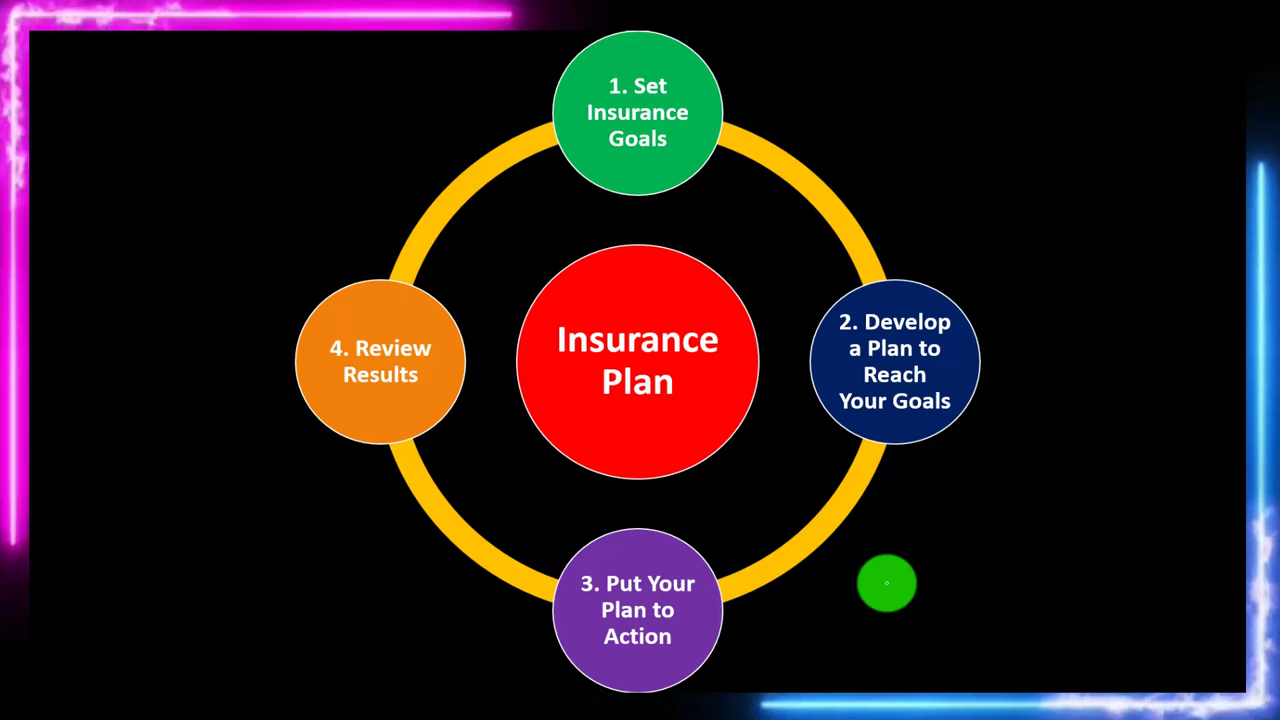 1. Set
Insurance
Goals
Insurance
Plan
2. Develop
a Plan to
Reach
Your Goals
3. Put Your
Plan to
Action
4. Review
Results